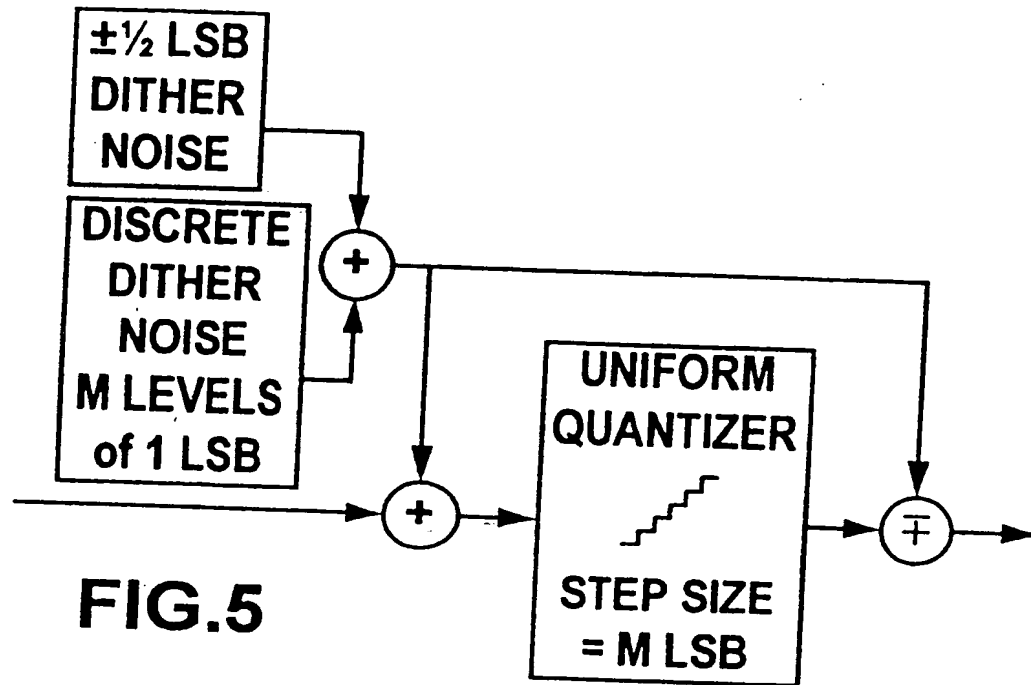 ±½ LSB
DITHER
NOISE
DISCRETE
DITHER
NOISE
M LEVELS
of 1 LSB
+
+
UNIFORM
QUANTIZER
STEP SIZE
= M LSB
∓
FIG.5